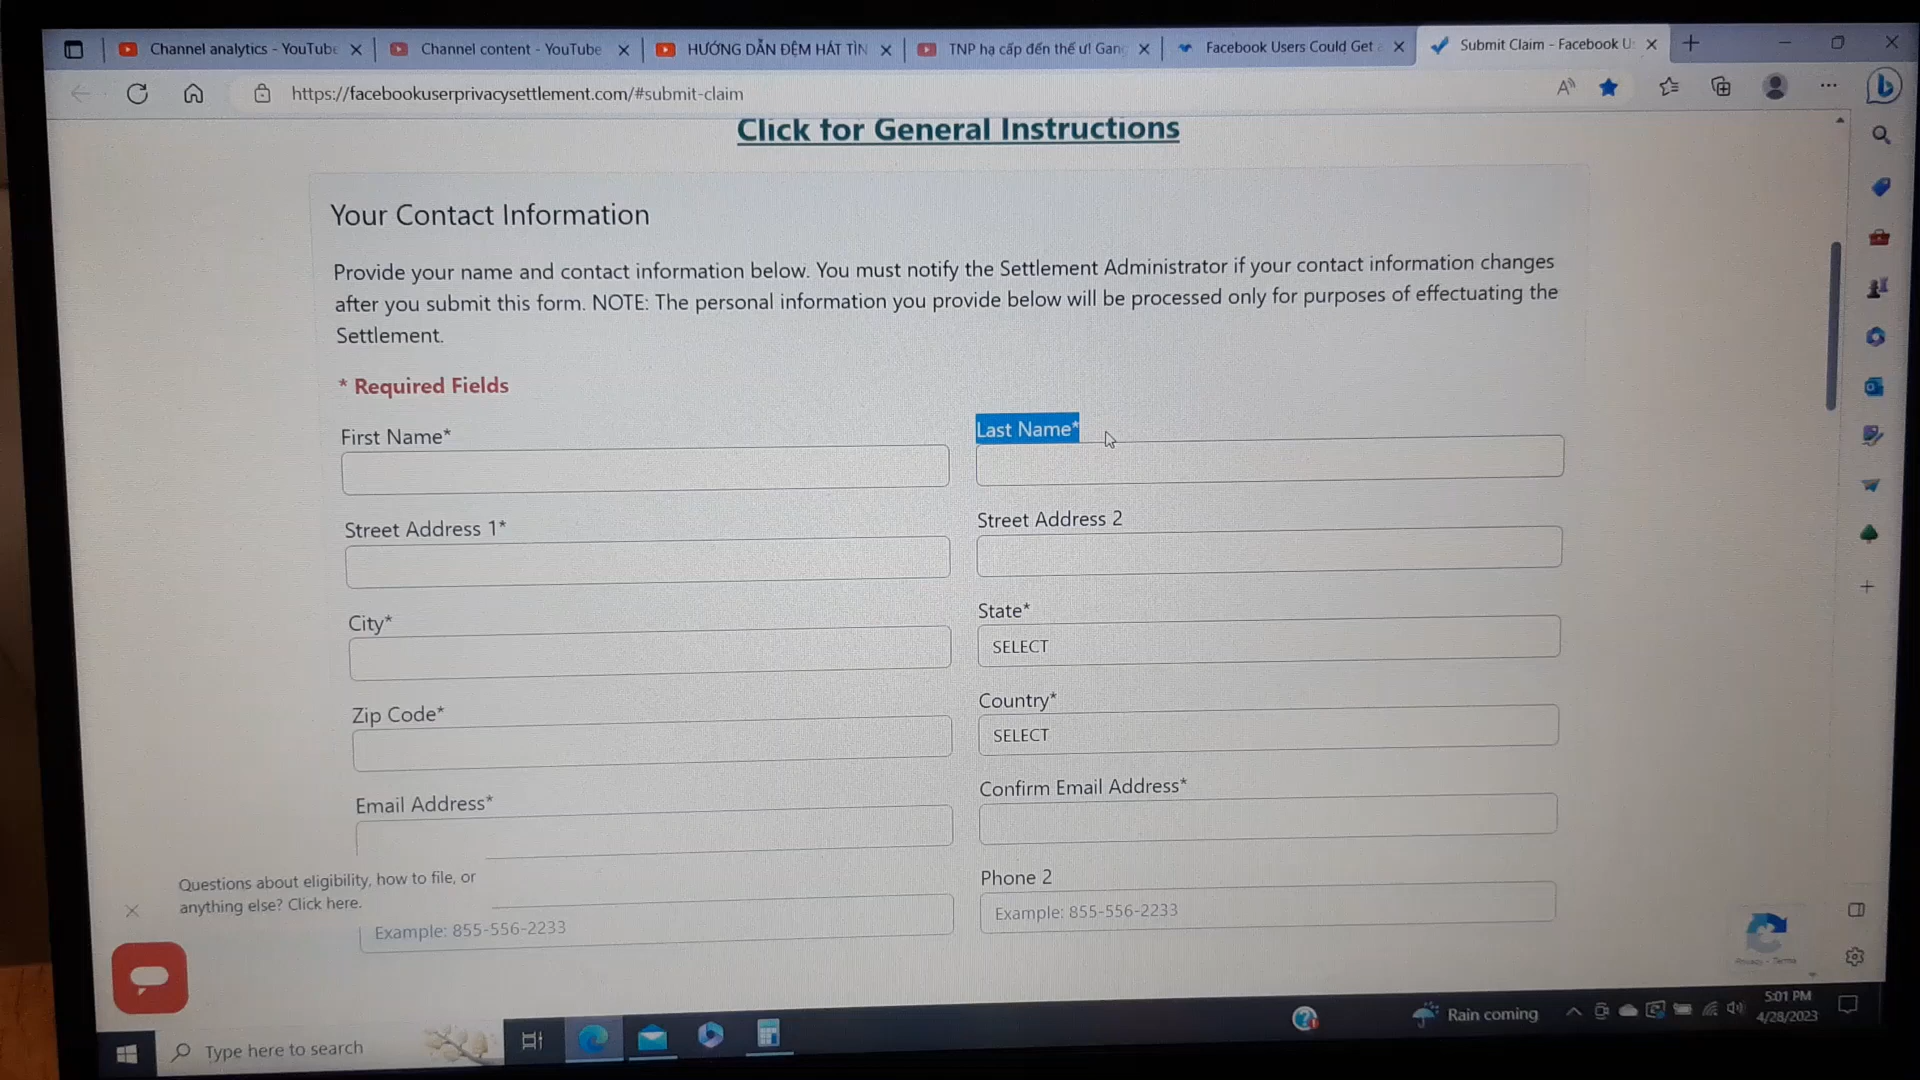 Channel analytics - YouTube
Channel content - YouTube
HƯỚNG DẪN ĐỆM HÁT TÌN
TNP hạ cấp đến thế ư! Gan
Facebook Users Could Get
Submit Claim - Facebook U
https://facebookuserprivacysettlement.com/#submit-claim
Click for General Instructions
Your Contact Information
Provide your name and contact information below. You must notify the Settlement Administrator if your contact information changes
after you submit this form. NOTE: The personal information you provide below will be processed only for purposes of effectuating the
Settlement.
* Required Fields
First Name*
Last Name*
Street Address 1*
Street Address 2
City*
State*
SELECT
Zip Code*
Country*
SELECT
Email Address*
Confirm Email Address*
Questions about eligibility, how to file, or
anything else? Click here.
Phone 2
Example: 855-556-2233
Example: 855-556-2233
Privacy - Terms
Type here to search
Rain coming
5:01 PM
4/28/2023